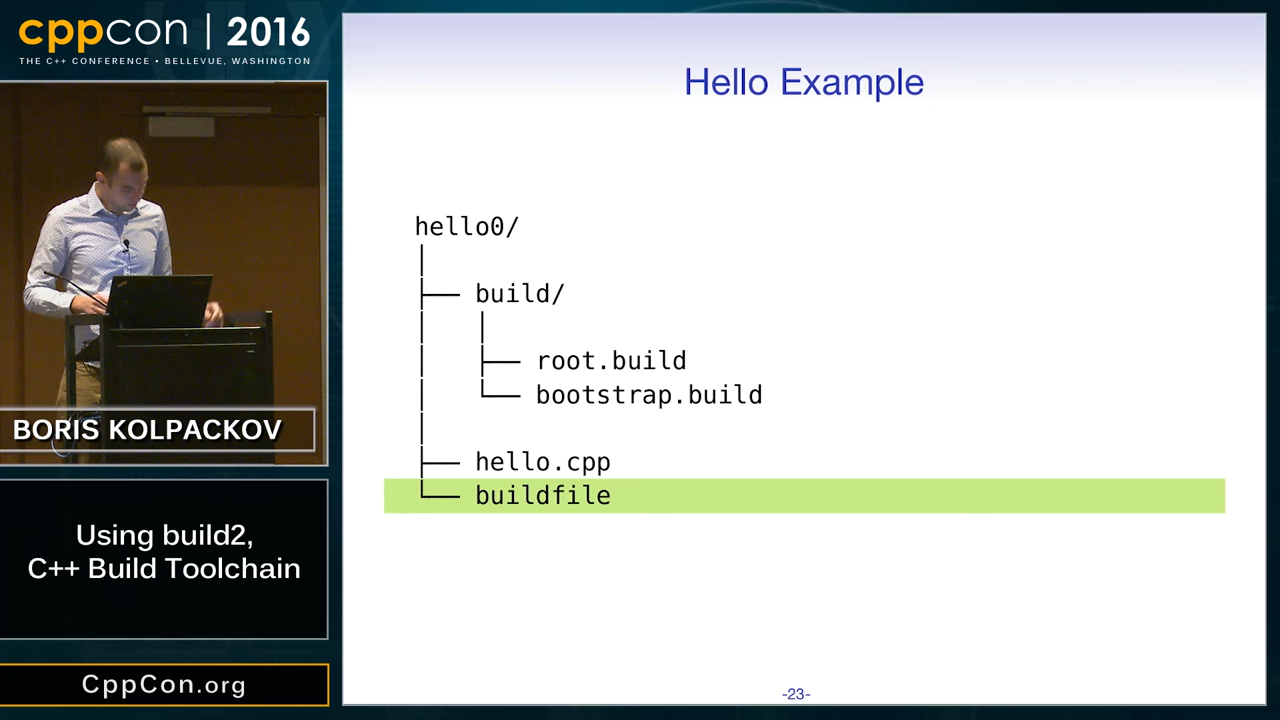 cppcon | 2016
THE C++ CONFERENCE • BELLEVUE, WASHINGTON
BORIS KOLPACKOV
Using build2,
C++ Build Toolchain
CppCon.org
Hello Example
hello0/
build/
root.build
bootstrap.build
hello.cpp
buildfile
-23-